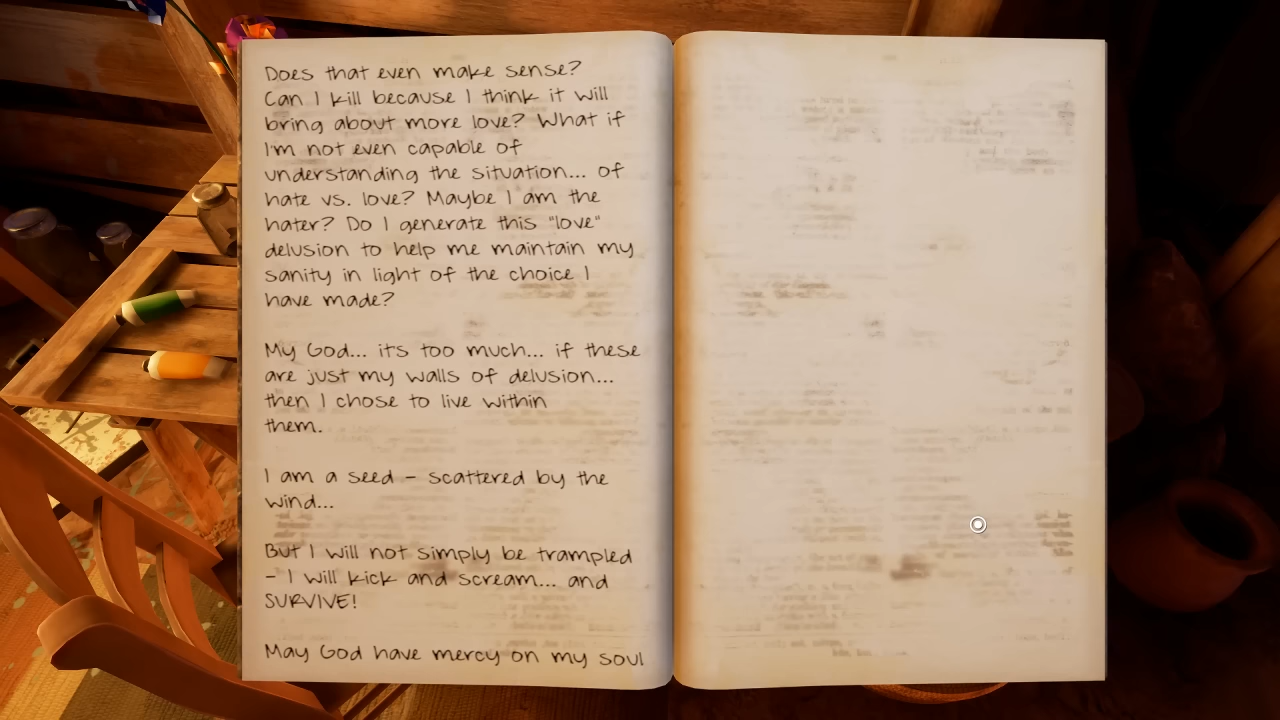 Does that even make sense?
Can I kill because I think it will
bring about more love? What if
I'm not even capable of
understanding the situation... of
hate vs. love? Maybe I am the
hater? Do I generate this "love"
delusion to help me maintain my
sanity in light of the choice I
have made?
My God... its too much... if these
are just my walls of delusion...
then I chose to live within
them.
I am a seed - scattered by the
wind...
But I will not simply be trampled
- I will kick and scream... and
SURVIVE!
May God have mercy on my soul